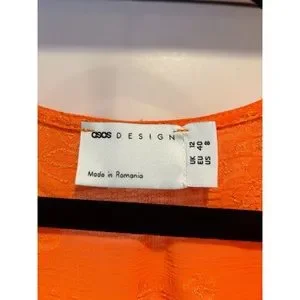 asos DESIGN
Made in Romania
UK 12
EU 40
US 8